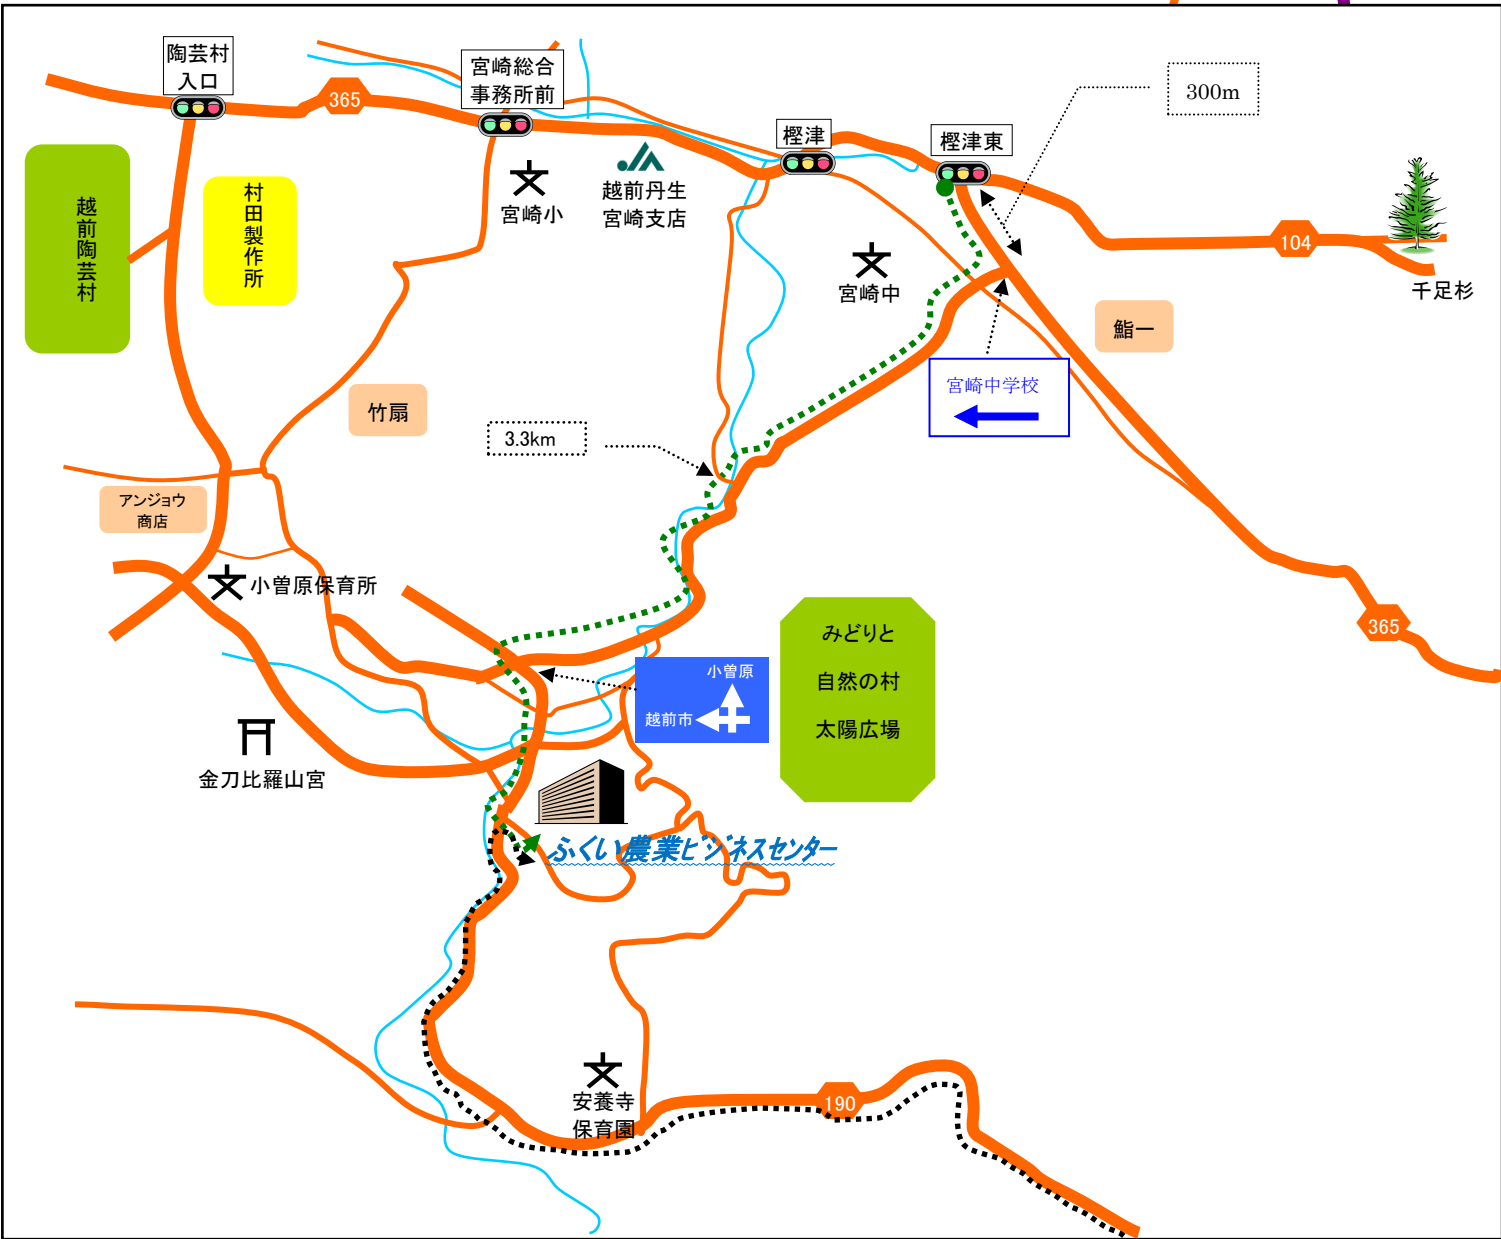 陶芸村
入口
365
宮崎総合
事務所前
樫津
樫津東
300m
越前陶芸村
村田製作所
宮崎小
越前丹生
宮崎支店
宮崎中
104
千足杉
鮨一
宮崎中学校
竹扇
3.3km
アンジョウ
商店
小曽原保育所
365
みどりと
自然の村
太陽広場
小曽原
越前市
金刀比羅山宮
ふくい農業ビジネスセンター
安養寺
保育園
190